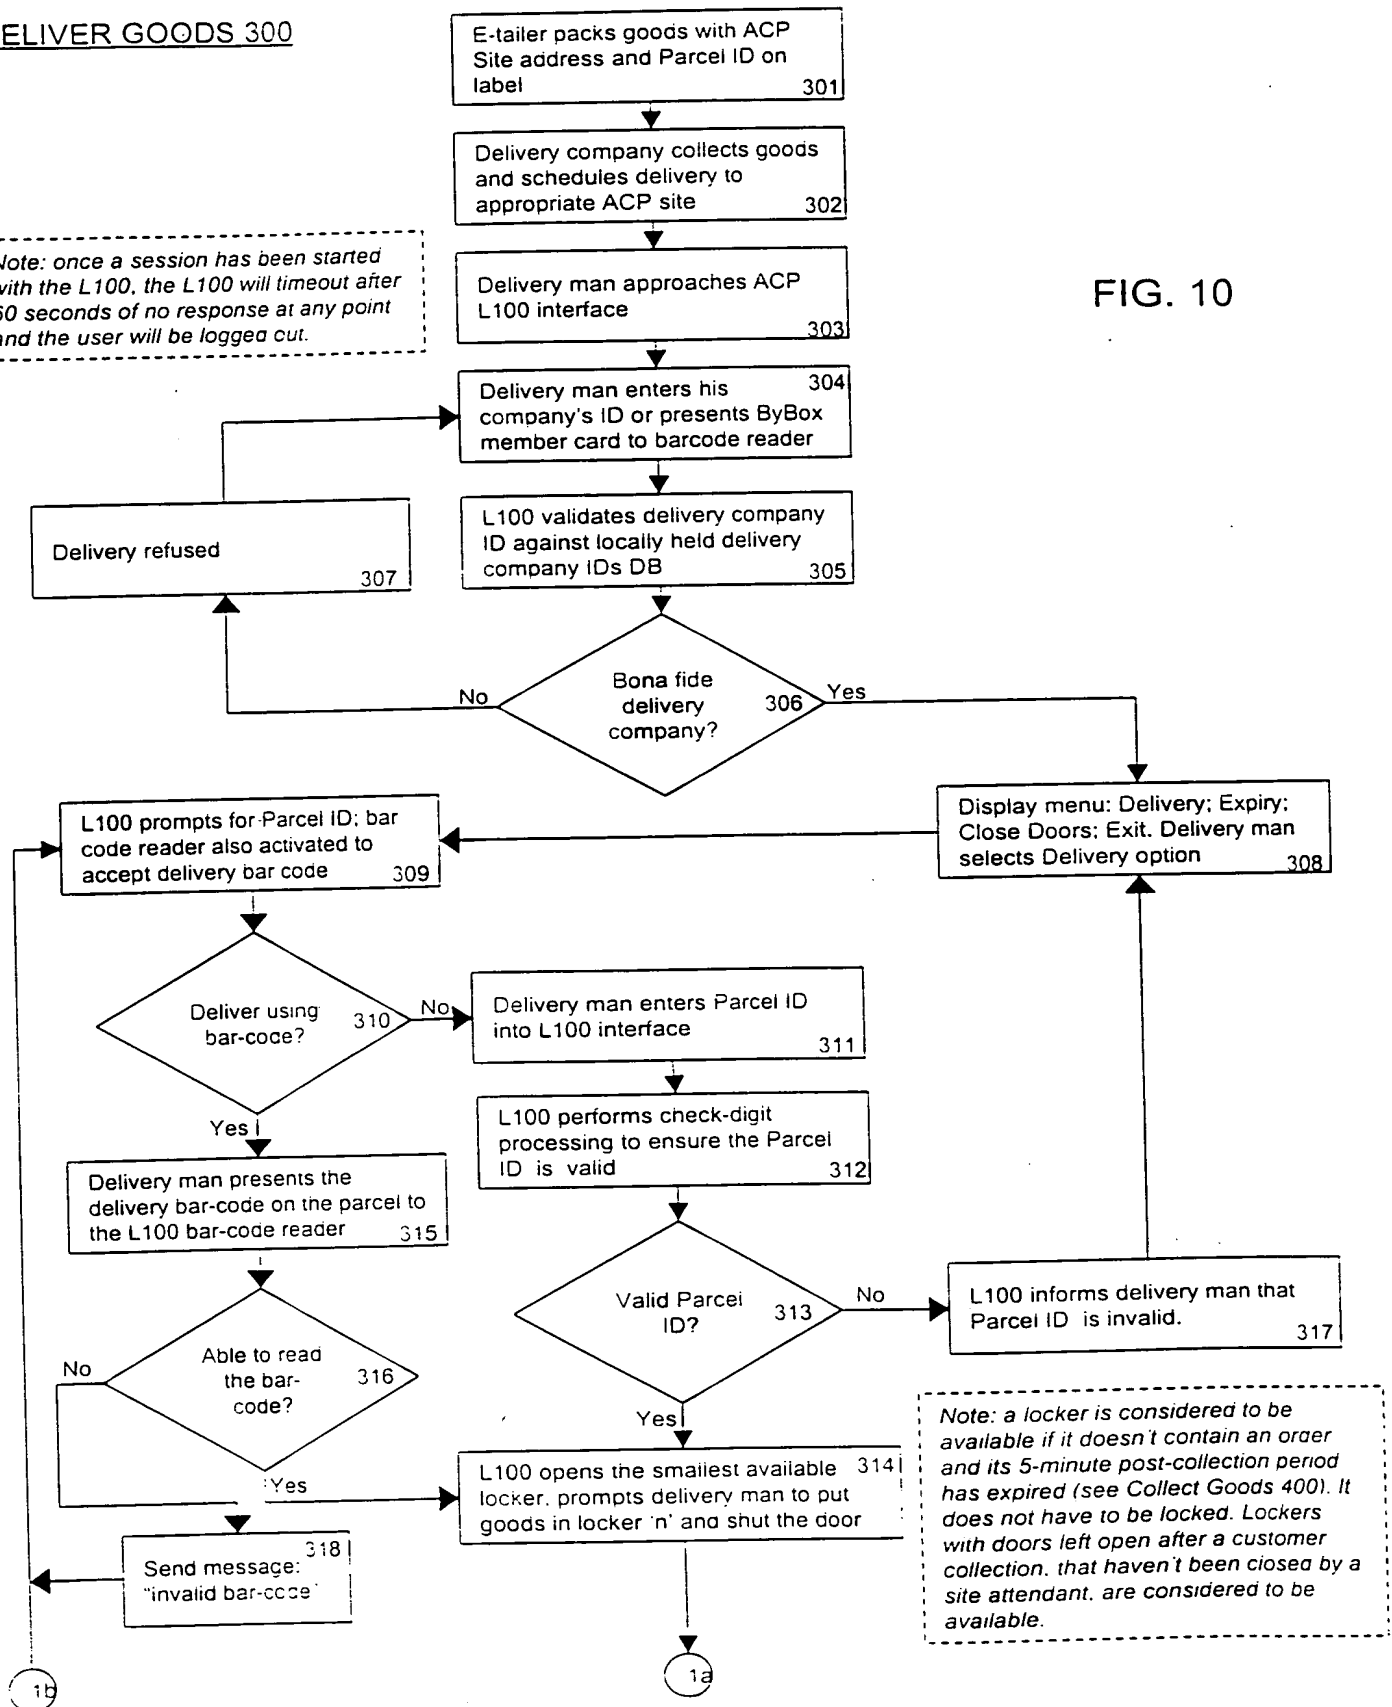 ELIVER GOODS 300
E-tailer packs goods with ACP
Site address and Parcel ID on
label
301
Delivery company collects goods
and schedules delivery to
appropriate ACP site
302
Note: once a session has been started
with the L100, the L100 will timeout after
60 seconds of no response at any point
and the user will be logged out.
Delivery man approaches ACP
L100 interface
303
FIG. 10
Delivery man enters his
304
company's ID or presents ByBox
member card to barcode reader
L100 validates delivery company
ID against locally held delivery
company IDs DB
305
Delivery refused
307
Bona fide
delivery
company?
306
No
Yes
Display menu: Delivery; Expiry;
Close Doors; Exit. Delivery man
selects Delivery option
308
L100 prompts for Parcel ID; bar
code reader also activated to
accept delivery bar code
309
Deliver using
bar-code?
310
No
Delivery man enters Parcel ID
into L100 interface
311
L100 performs check-digit
processing to ensure the Parcel
ID is valid
312
Yes
Delivery man presents the
delivery bar-code on the parcel to
the L100 bar-code reader
315
Valid Parcel
ID?
313
No
L100 informs delivery man that
Parcel ID is invalid.
317
Able to read
the bar-
code?
316
No
Yes
Yes
L100 opens the smallest available
314
locker, prompts delivery man to put
goods in locker 'n' and shut the door
318
Send message:
"invalid bar-code"
Note: a locker is considered to be
available if it doesn't contain an order
and its 5-minute post-collection period
has expired (see Collect Goods 400). It
does not have to be locked. Lockers
with doors left open after a customer
collection, that haven't been closed by a
site attendant, are considered to be
available.
1b
1a